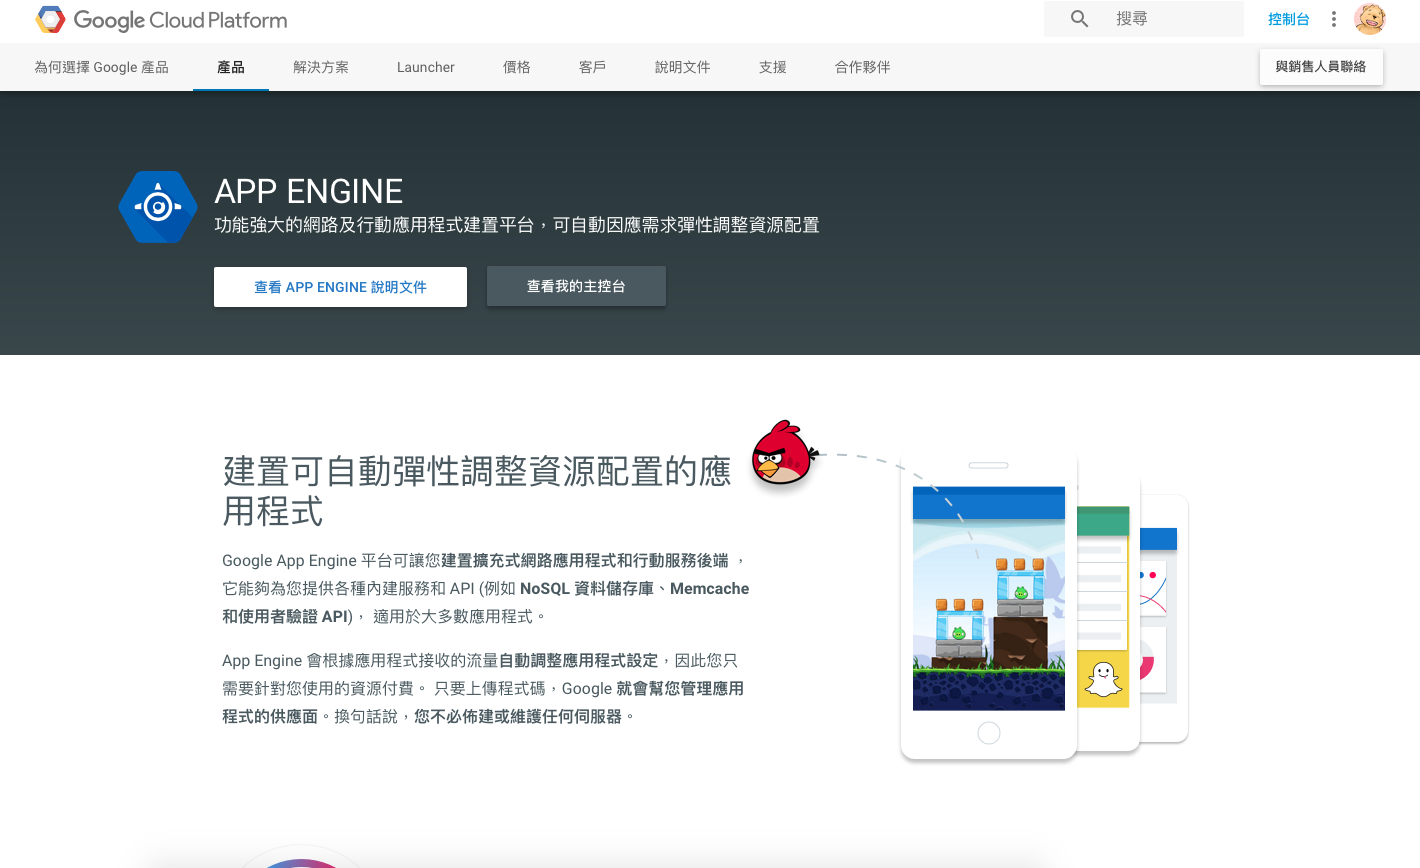 Google Cloud Platform
搜尋
控制台
為何選擇 Google 產品
產品
解決方案
Launcher
價格
客戶
說明文件
支援
合作夥伴
與銷售人員聯絡
APP ENGINE
功能強大的網路及行動應用程式建置平台，可自動因應需求彈性調整資源配置
查看 APP ENGINE 說明文件
查看我的主控台
建置可自動彈性調整資源配置的應
用程式
Google App Engine 平台可讓您建置擴充式網路應用程式和行動服務後端 ，
它能夠為您提供各種內建服務和 API (例如 NoSQL 資料儲存庫、Memcache
和使用者驗證 API)， 適用於大多數應用程式。
App Engine 會根據應用程式接收的流量自動調整應用程式設定，因此您只
需要針對您使用的資源付費。 只要上傳程式碼，Google 就會幫您管理應用
程式的供應面。換句話說，您不必佈建或維護任何伺服器。